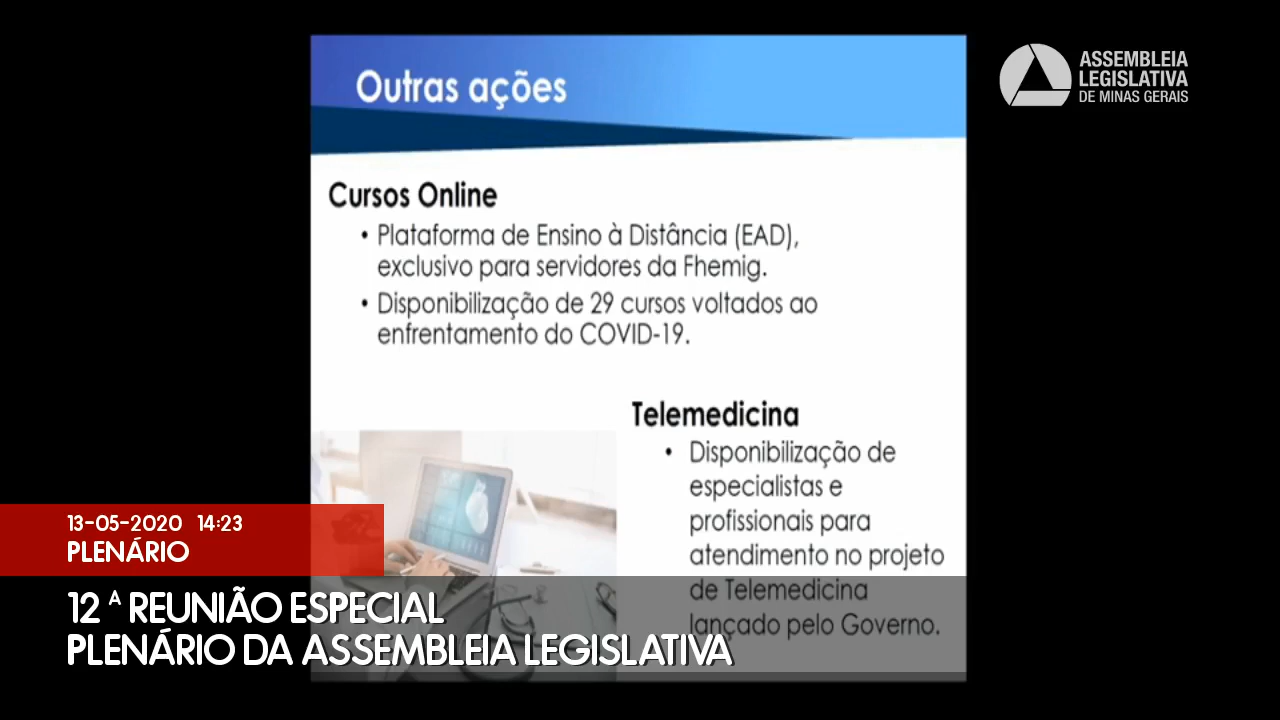 Outras ações
ASSEMBLEIA
LEGISLATIVA
DE MINAS GERAIS
Cursos Online
• Plataforma de Ensino à Distância (EAD),
exclusivo para servidores da Fhemig.
• Disponibilização de 29 cursos voltados ao
enfrentamento do COVID-19.
Telemedicina
• Disponibilização de
especialistas e
profissionais para
atendimento no projeto
de Telemedicina
lançado pelo Governo.
13-05-2020 14:23
PLENÁRIO
12ª REUNIÃO ESPECIAL
PLENÁRIO DA ASSEMBLEIA LEGISLATIVA